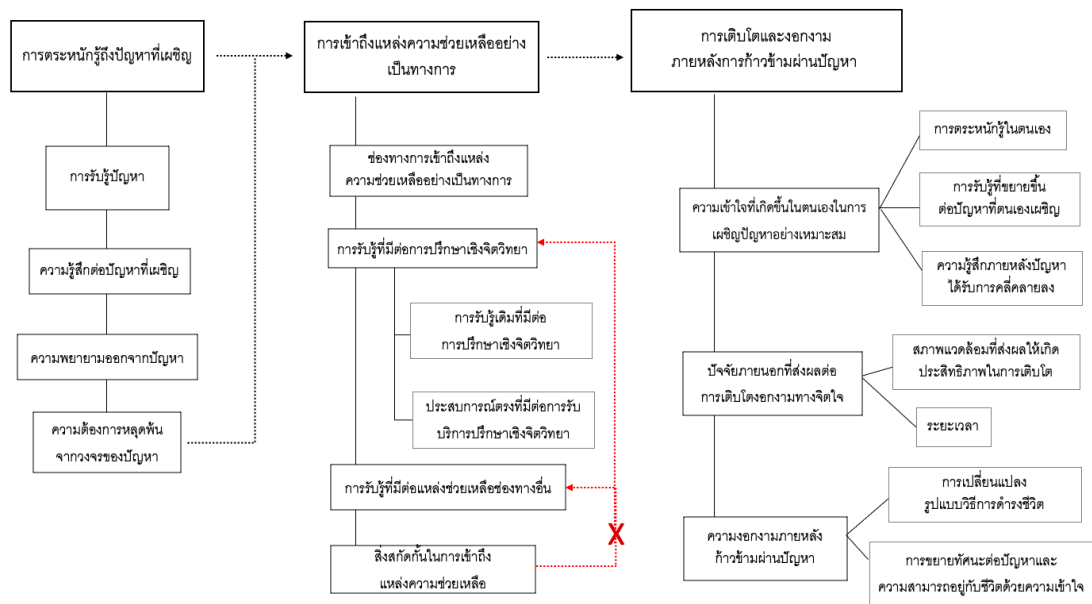 การตระหนักรู้ถึงปัญหาที่เผชิญ
การรับรู้ปัญหา
ความรู้สึกต่อปัญหาที่เผชิญ
ความพยายามออกจากปัญหา
ความต้องการหลุดพ้น
จากวงจรของปัญหา
การเข้าถึงแหล่งความช่วยเหลืออย่าง
เป็นทางการ
ช่องทางการเข้าถึงแหล่ง
ความช่วยเหลืออย่างเป็นทางการ
การรับรู้ที่มีต่อการปรึกษาเชิงจิตวิทยา
การรับรู้เดิมที่มีต่อ
การปรึกษาเชิงจิตวิทยา
ประสบการณ์ตรงที่มีต่อการรับ
บริการปรึกษาเชิงจิตวิทยา
การรับรู้ที่มีต่อแหล่งช่วยเหลือช่องทางอื่น
X
สิ่งสกัดกั้นในการเข้าถึง
แหล่งความช่วยเหลือ
การเติบโตและงอกงาม
ภายหลังการก้าวข้ามผ่านปัญหา
ความเข้าใจที่เกิดขึ้นในตนเองในการ
เผชิญปัญหาอย่างเหมาะสม
การตระหนักรู้ในตนเอง
การรับรู้ที่ขยายขึ้น
ต่อปัญหาที่ตนเองเผชิญ
ความรู้สึกภายหลังปัญหา
ได้รับการคลี่คลายลง
ปัจจัยภายนอกที่ส่งผลต่อ
การเติบโตงอกงามทางจิตใจ
สภาพแวดล้อมที่ส่งผลให้เกิด
ประสิทธิภาพในการเติบโต
ระยะเวลา
ความงอกงามภายหลัง
ก้าวข้ามผ่านปัญหา
การเปลี่ยนแปลง
รูปแบบวิธีการดำรงชีวิต
การขยายทัศนะต่อปัญหาและ
ความสามารถอยู่กับชีวิตด้วยความเข้าใจ